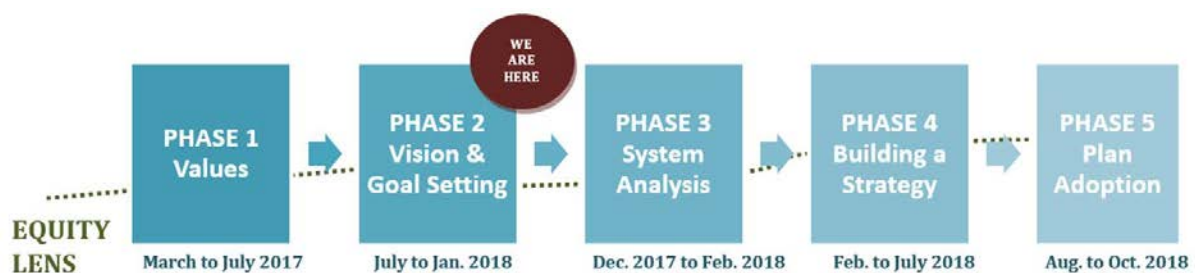 WE
ARE
HERE
PHASE 1
Values
PHASE 2
Vision &
Goal Setting
PHASE 3
System
Analysis
PHASE 4
Building a
Strategy
PHASE 5
Plan
Adoption
EQUITY
LENS
March to July 2017
July to Jan. 2018
Dec. 2017 to Feb. 2018
Feb. to July 2018
Aug. to Oct. 2018